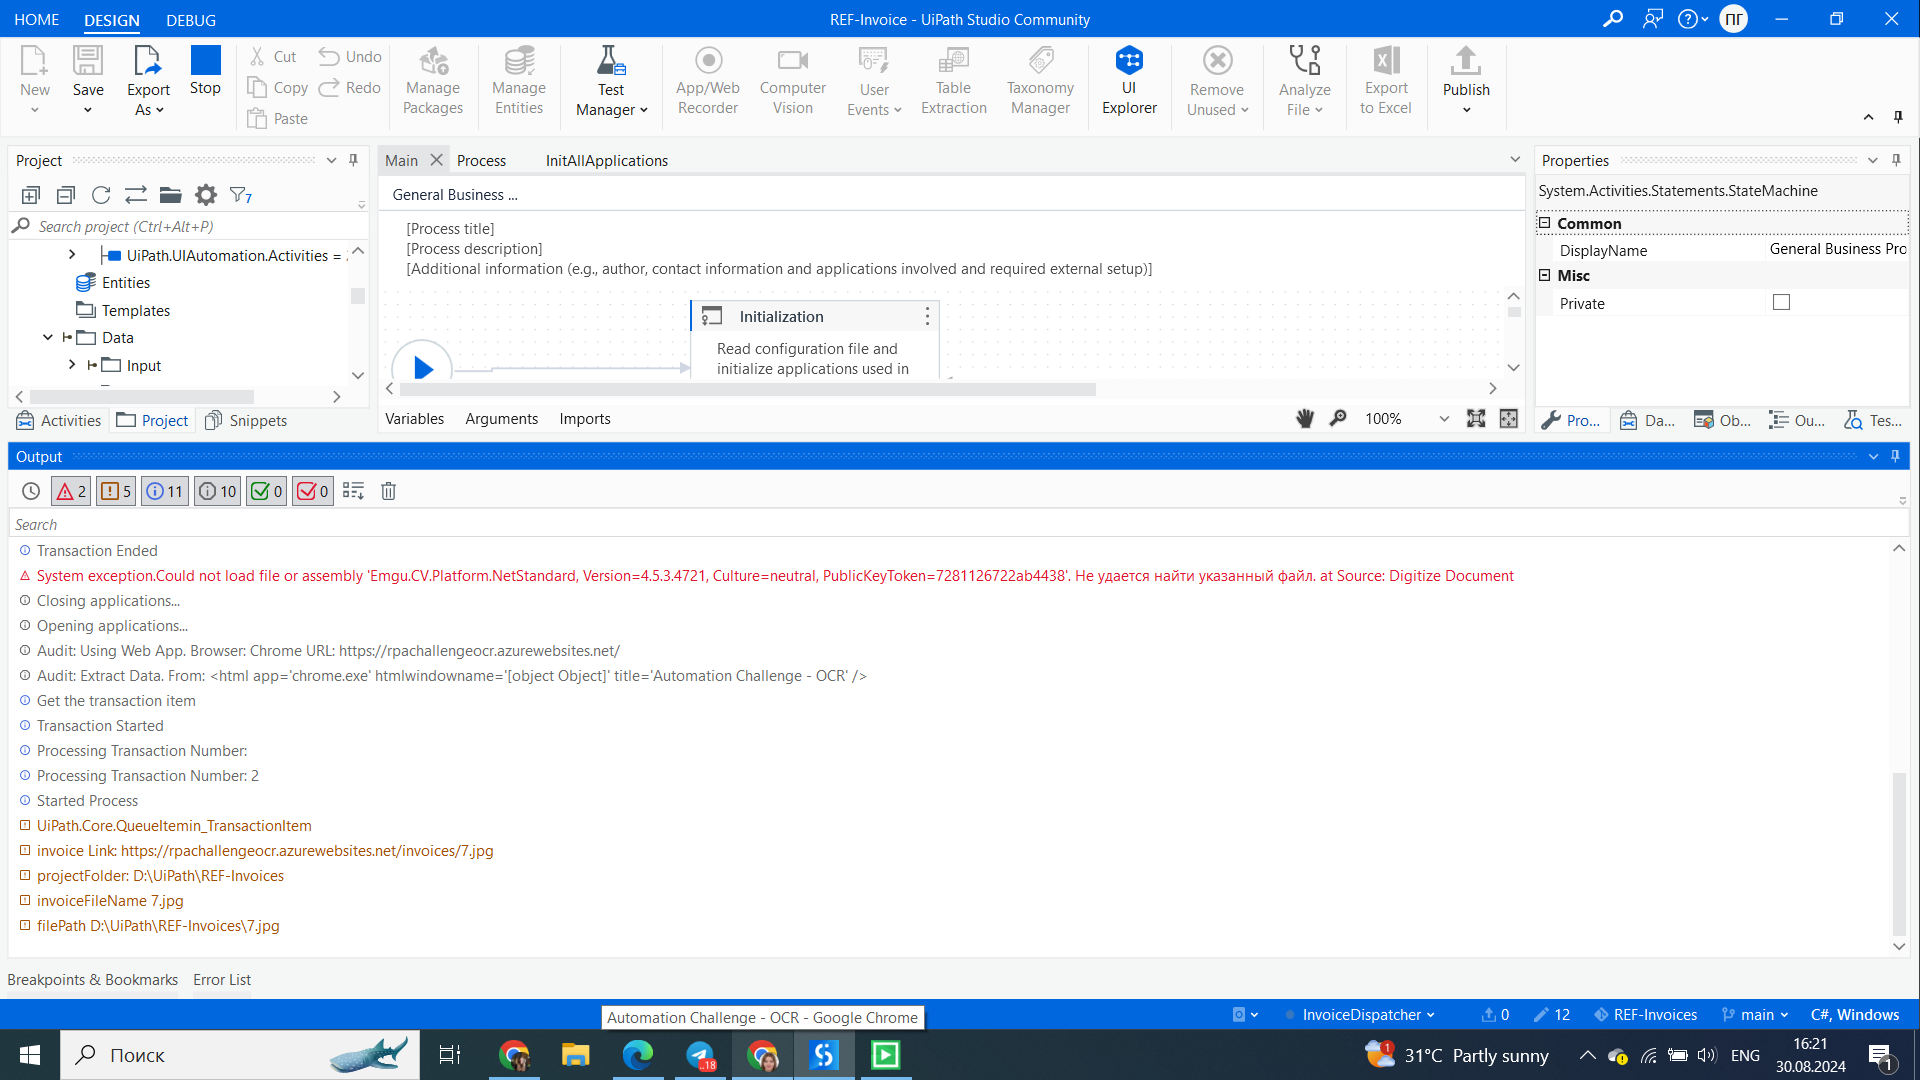 HOME DESIGN DEBUG REF-Invoice - UiPath Studio Community ПГ
New Save Export As Stop Cut Copy Paste Undo Redo Manage Packages Manage Entities Test Manager App/Web Recorder Computer Vision User Events Table Extraction Taxonomy Manager UI Explorer Remove Unused Analyze File Export to Excel Publish
Project
7
Search project (Ctrl+Alt+P)
UiPath.UIAutomation.Activities =
Entities
Templates
Data
Input
Activities Project Snippets
Main Process InitAllApplications
General Business ...
[Process title]
[Process description]
[Additional information (e.g., author, contact information and applications involved and required external setup)]
Initialization
Read configuration file and
initialize applications used in
Variables Arguments Imports 100%
Properties
System.Activities.Statements.StateMachine
Common
DisplayName General Business Pro
Misc
Private
Pro... Da... Ob... Ou... Tes...
Output
2 5 11 10 0 0
Search
Transaction Ended
System exception.Could not load file or assembly 'Emgu.CV.Platform.NetStandard, Version=4.5.3.4721, Culture=neutral, PublicKeyToken=7281126722ab4438'. Не удается найти указанный файл. at Source: Digitize Document
Closing applications...
Opening applications...
Audit: Using Web App. Browser: Chrome URL: https://rpachallengeocr.azurewebsites.net/
Audit: Extract Data. From: <html app='chrome.exe' htmlwindowname='[object Object]' title='Automation Challenge - OCR' />
Get the transaction item
Transaction Started
Processing Transaction Number:
Processing Transaction Number: 2
Started Process
UiPath.Core.QueueItemin_TransactionItem
invoice Link: https://rpachallengeocr.azurewebsites.net/invoices/7.jpg
projectFolder: D:\UiPath\REF-Invoices
invoiceFileName 7.jpg
filePath D:\UiPath\REF-Invoices\7.jpg
Breakpoints & Bookmarks Error List
Automation Challenge - OCR - Google Chrome
InvoiceDispatcher 0 12 REF-Invoices main C#, Windows
Поиск ..18 1 31°C Partly sunny ENG 16:21
30.08.2024 1